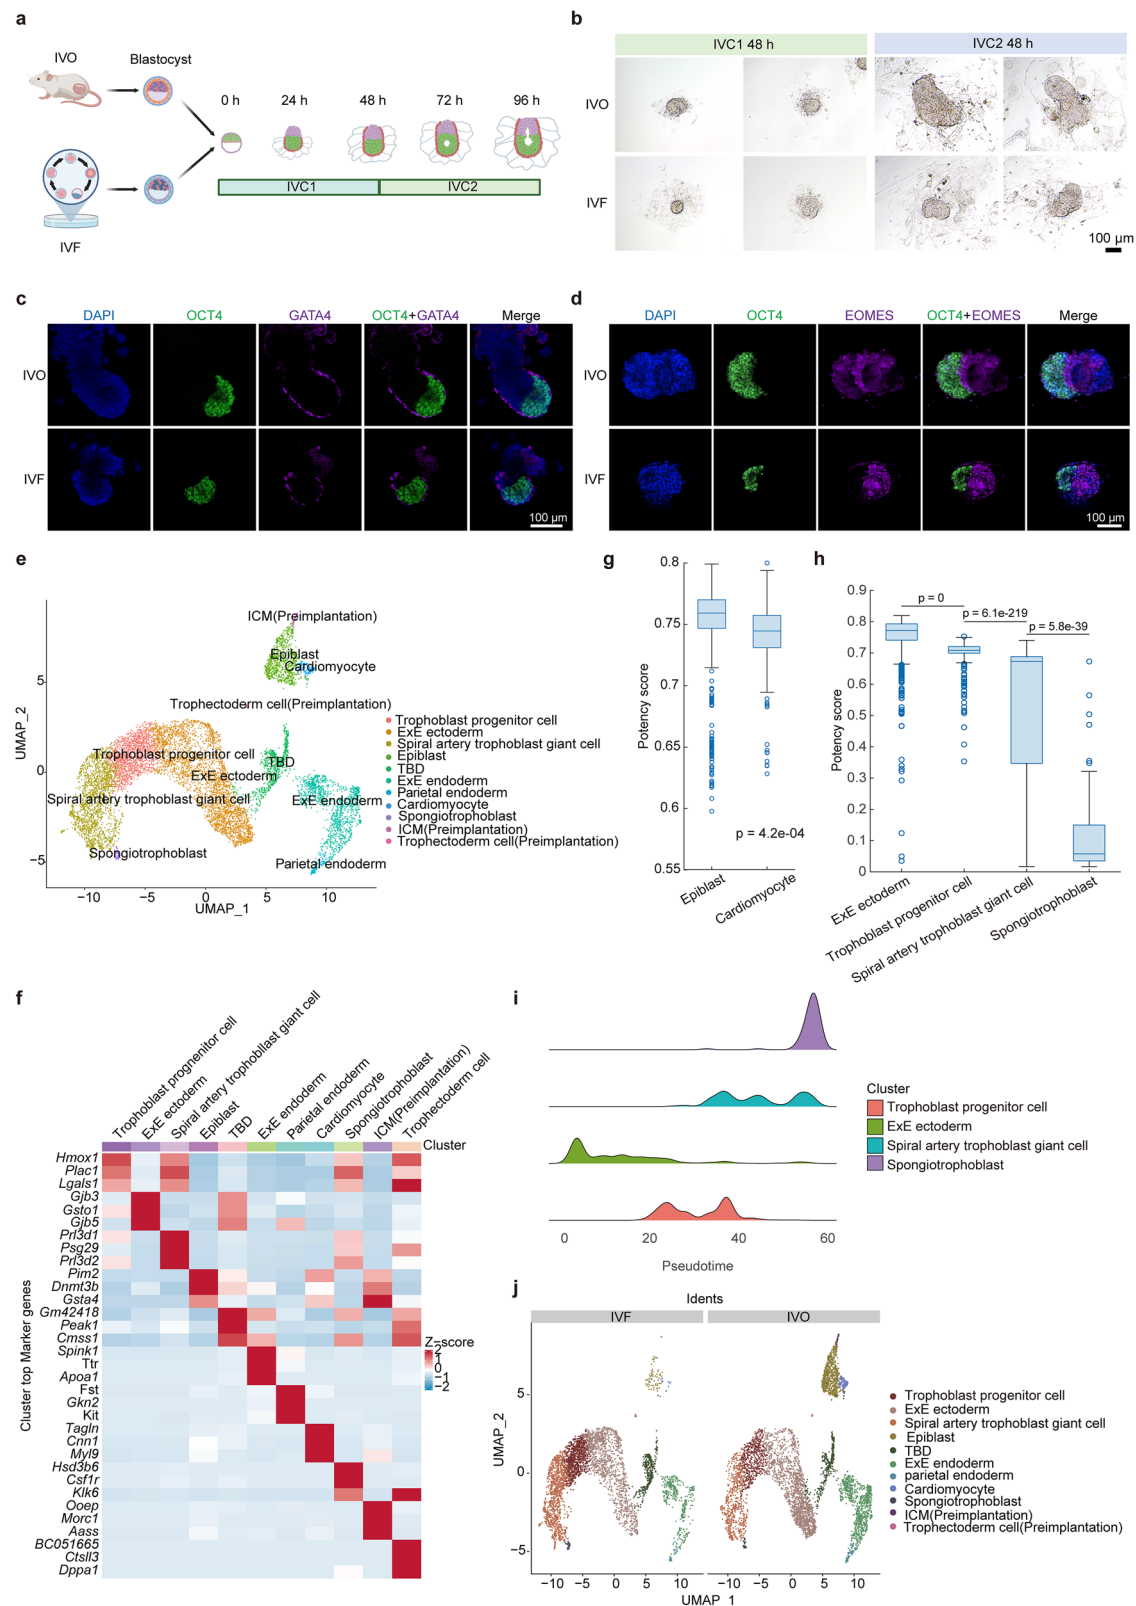 a
IVO
Blastocyst
0 h
24 h
48 h
72 h
96 h
IVC1
IVC2
IVF
b
IVC1 48 h
IVC2 48 h
IVO
IVF
100 µm
c
DAPI
OCT4
GATA4
OCT4+GATA4
Merge
IVO
IVF
100 µm
d
DAPI
OCT4
EOMES
OCT4+EOMES
Merge
IVO
IVF
100 µm
e
ICM(Preimplantation)
Epiblast
Cardiomyocyte
Trophectoderm cell(Preimplantation)
Trophoblast progenitor cell
TBD
ExE ectoderm
Spiral artery trophoblast giant cell
ExE endoderm
Spongiotrophoblast
Parietal endoderm
5
0
−5
UMAP_2
−10
−5
0
5
10
UMAP_1
Trophoblast progenitor cell
ExE ectoderm
Spiral artery trophoblast giant cell
Epiblast
TBD
ExE endoderm
Parietal endoderm
Cardiomyocyte
Spongiotrophoblast
ICM(Preimplantation)
Trophectoderm cell(Preimplantation)
g
0.8
0.75
0.7
0.65
0.6
0.55
Potency score
p = 4.2e-04
Epiblast
Cardiomyocyte
h
0.9
0.8
0.7
0.6
0.5
0.4
0.3
0.2
0.1
0
Potency score
p = 0
p = 6.1e-219
p = 5.8e-39
ExE ectoderm
Trophoblast progenitor cell
Spiral artery trophoblast giant cell
Spongiotrophoblast
f
Trophoblast prognenitor cell
ExE ectoderm
Spiral artery trophobllast giant cell
Epiblast
TBD
ExE endoderm
Parietal endoderm
Cardiomyocyte
Spongiotrophoblast
ICM(Preimplantation)
Trophectoderm cell
Cluster
Hmox1
Plac1
Lgals1
Gjb3
Gsto1
Gjb5
Prl3d1
Psg29
Prl3d2
Pim2
Dnmt3b
Gsta4
Gm42418
Peak1
Cmss1
Spink1
Ttr
Apoa1
Fst
Gkn2
Kit
Tagln
Cnn1
Myl9
Hsd3b6
Csf1r
Klk6
Ooep
Morc1
Aass
BC051665
Ctsll3
Dppa1
Cluster top Marker genes
Z−score
2
1
0
−1
−2
i
0
20
40
60
Pseudotime
Cluster
Trophoblast progenitor cell
ExE ectoderm
Spiral artery trophoblast giant cell
Spongiotrophoblast
j
Idents
IVF
IVO
5
0
−5
UMAP_2
−10
−5
0
5
10
−10
−5
0
5
10
UMAP_1
Trophoblast progenitor cell
ExE ectoderm
Spiral artery trophoblast giant cell
Epiblast
TBD
ExE endoderm
parietal endoderm
Cardiomyocyte
Spongiotrophoblast
ICM(Preimplantation)
Trophectoderm cell(Preimplantation)